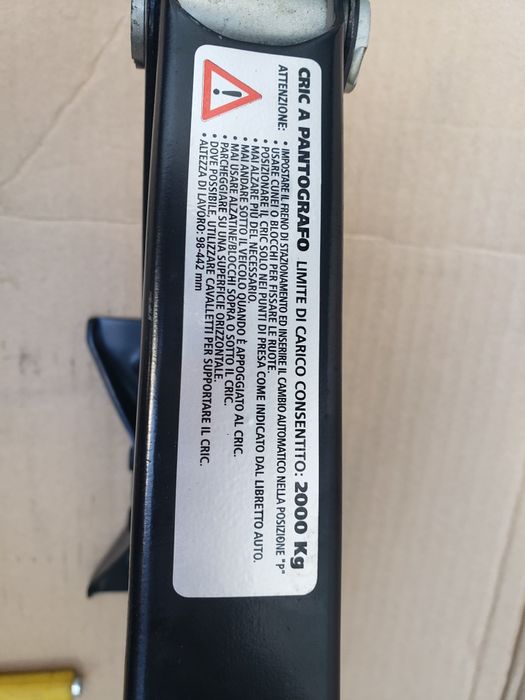 CRIC A PANTOGRAFO LIMITE DI CARICO CONSENTITO: 2000 Kg
ATTENZIONE: • IMPOSTARE IL FRENO DI STAZIONAMENTO ED INSERIRE IL CAMBIO AUTOMATICO NELLA POSIZIONE "P"
• USARE CUNEI O BLOCCHI PER FISSARE LE RUOTE.
• POSIZIONARE IL CRIC SOLO NEI PUNTI DI PRESA COME INDICATO DAL LIBRETTO AUTO.
• MAI ALZARE PIÙ DEL NECESSARIO.
• MAI ANDARE SOTTO IL VEICOLO QUANDO È APPOGGIATO AL CRIC.
• MAI USARE ALZATINE/BLOCCHI SOPRA O SOTTO IL CRIC.
• PARCHEGGIARE SU UNA SUPERFICIE ORIZZONTALE.
• DOVE POSSIBILE, UTILIZZARE CAVALLETTI PER SUPPORTARE IL CRIC.
• ALTEZZA DI LAVORO: 98-442 mm